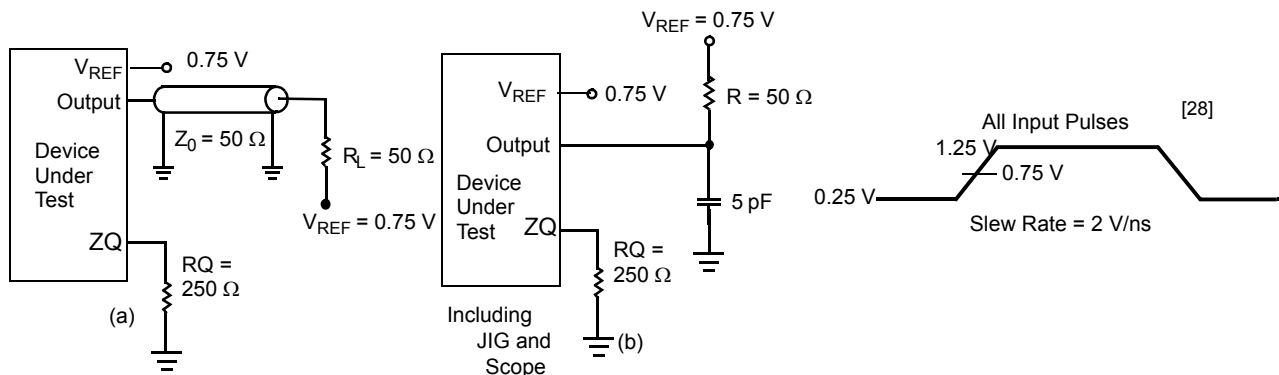 V_REF
0.75 V
Output
Z_0 = 50 Ω
Device
Under
Test
R_L = 50 Ω
V_REF = 0.75 V
ZQ
RQ =
250 Ω
(a)
V_REF = 0.75 V
V_REF
0.75 V
R = 50 Ω
Output
Device
Under
Test
5 pF
ZQ
RQ =
250 Ω
Including
JIG and
Scope
(b)
[28]
All Input Pulses
1.25 V
0.75 V
0.25 V
Slew Rate = 2 V/ns